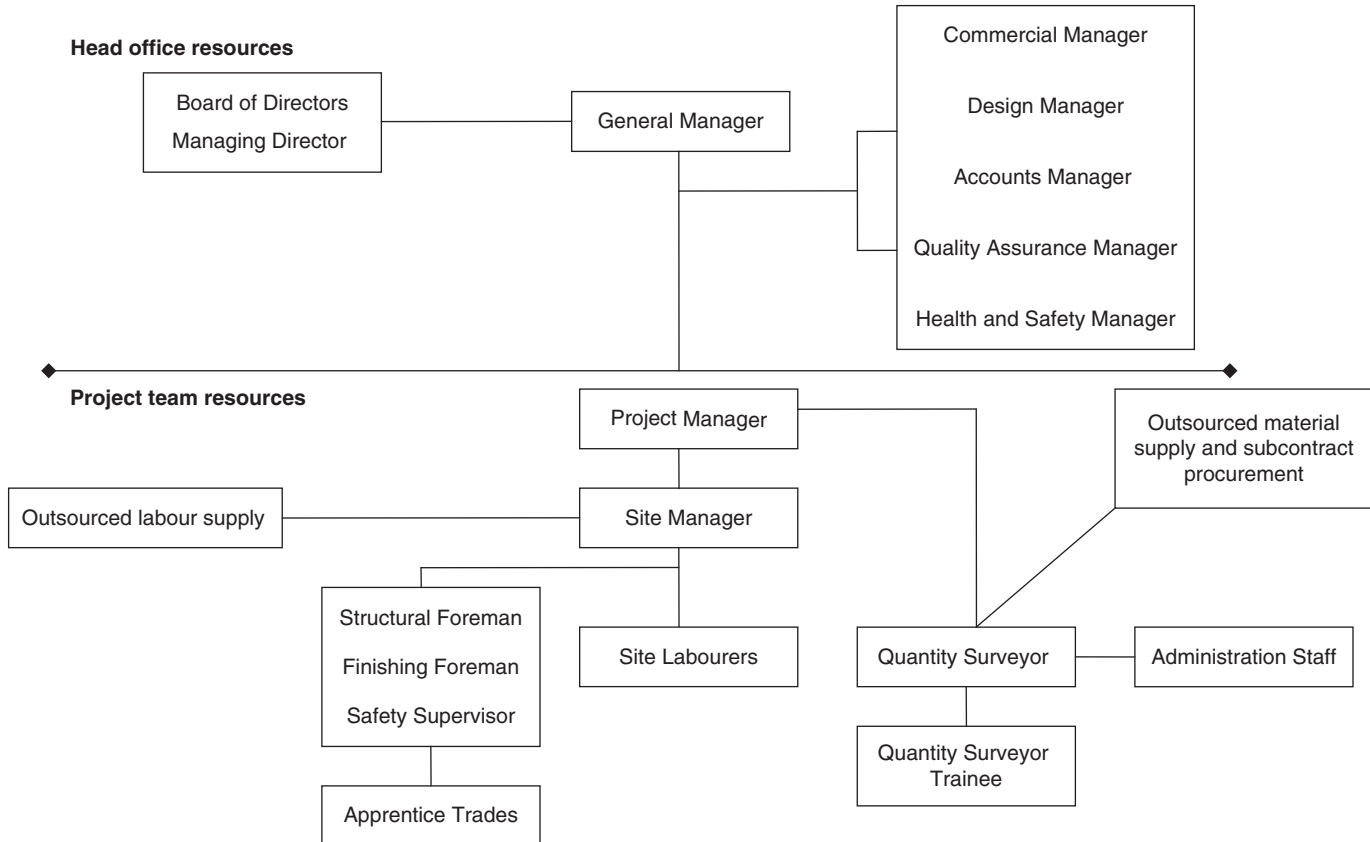 Head office resources
Board of Directors
Managing Director
General Manager
Commercial Manager
Design Manager
Accounts Manager
Quality Assurance Manager
Health and Safety Manager
Project team resources
Project Manager
Outsourced material
supply and subcontract
procurement
Outsourced labour supply
Site Manager
Structural Foreman
Finishing Foreman
Safety Supervisor
Site Labourers
Quantity Surveyor
Administration Staff
Quantity Surveyor
Trainee
Apprentice Trades